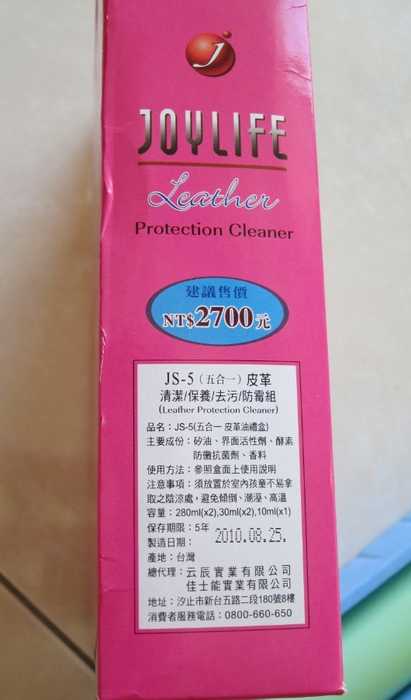 J
JOYLIFE
Leather
Protection Cleaner
建議售價
NT$2700元
JS-5（五合一）皮革
清潔/保養/去污/防霉組
(Leather Protection Cleaner)
品名：JS-5(五合一 皮革油禮盒)
主要成份：矽油、界面活性劑、酵素
防黴抗菌劑、香料
使用方法：參照盒面上使用說明
注意事項：須放置於室內孩童不易拿
取之陰涼處，避免傾倒、潮溼、高溫
容量：280ml(x2),30ml(x2),10ml(x1)
保存期限：5年
製造日期：2010.08.25.
產地：台灣
總代理：云辰實業有限公司
佳士能實業有限公司
地址：汐止市新台五路二段180號8樓
消費者服務電話：0800-660-650